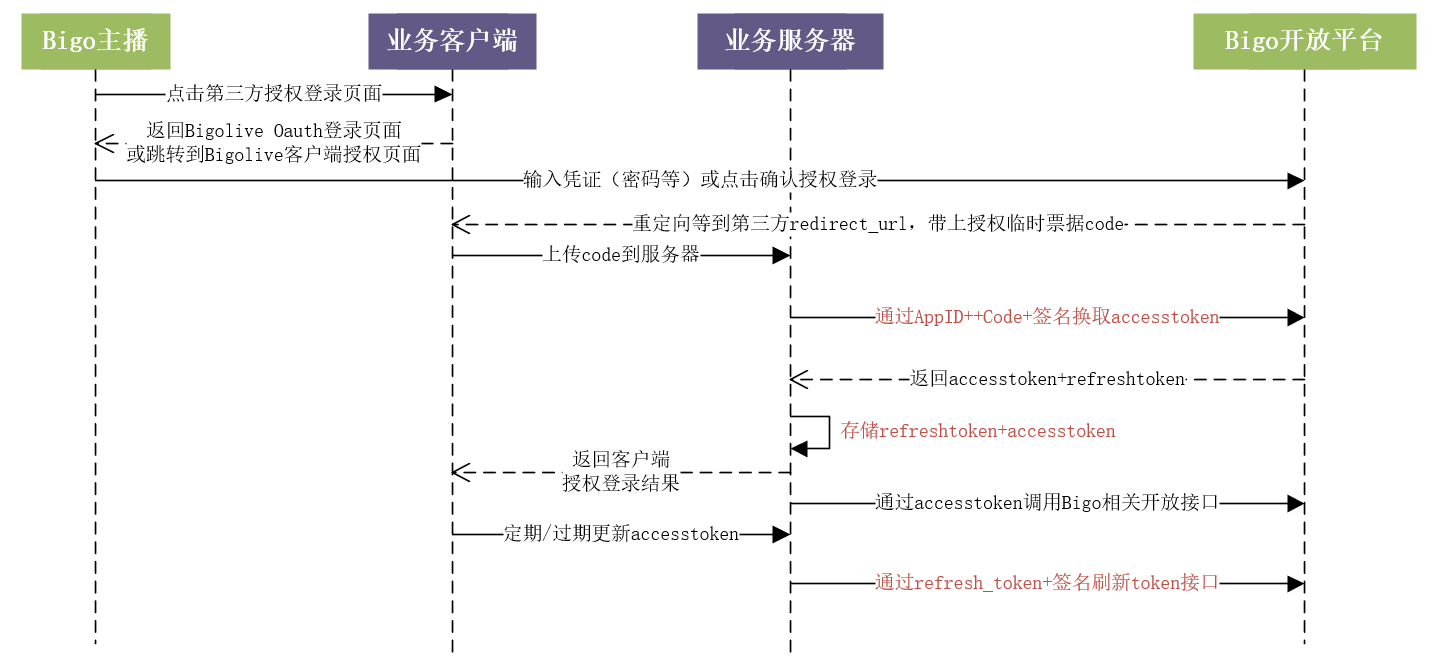 Bigo主播
业务客户端
业务服务器
Bigo开放平台
点击第三方授权登录页面
返回Bigolive Oauth登录页面
或跳转到Bigolive客户端授权页面
输入凭证（密码等）或点击确认授权登录
重定向等到第三方redirect_url，带上授权临时票据code
上传code到服务器
通过AppID++Code+签名换取accesstoken
返回accesstoken+refreshtoken
存储refreshtoken+accesstoken
返回客户端
授权登录结果
通过accesstoken调用Bigo相关开放接口
定期/过期更新accesstoken
通过refresh_token+签名刷新token接口